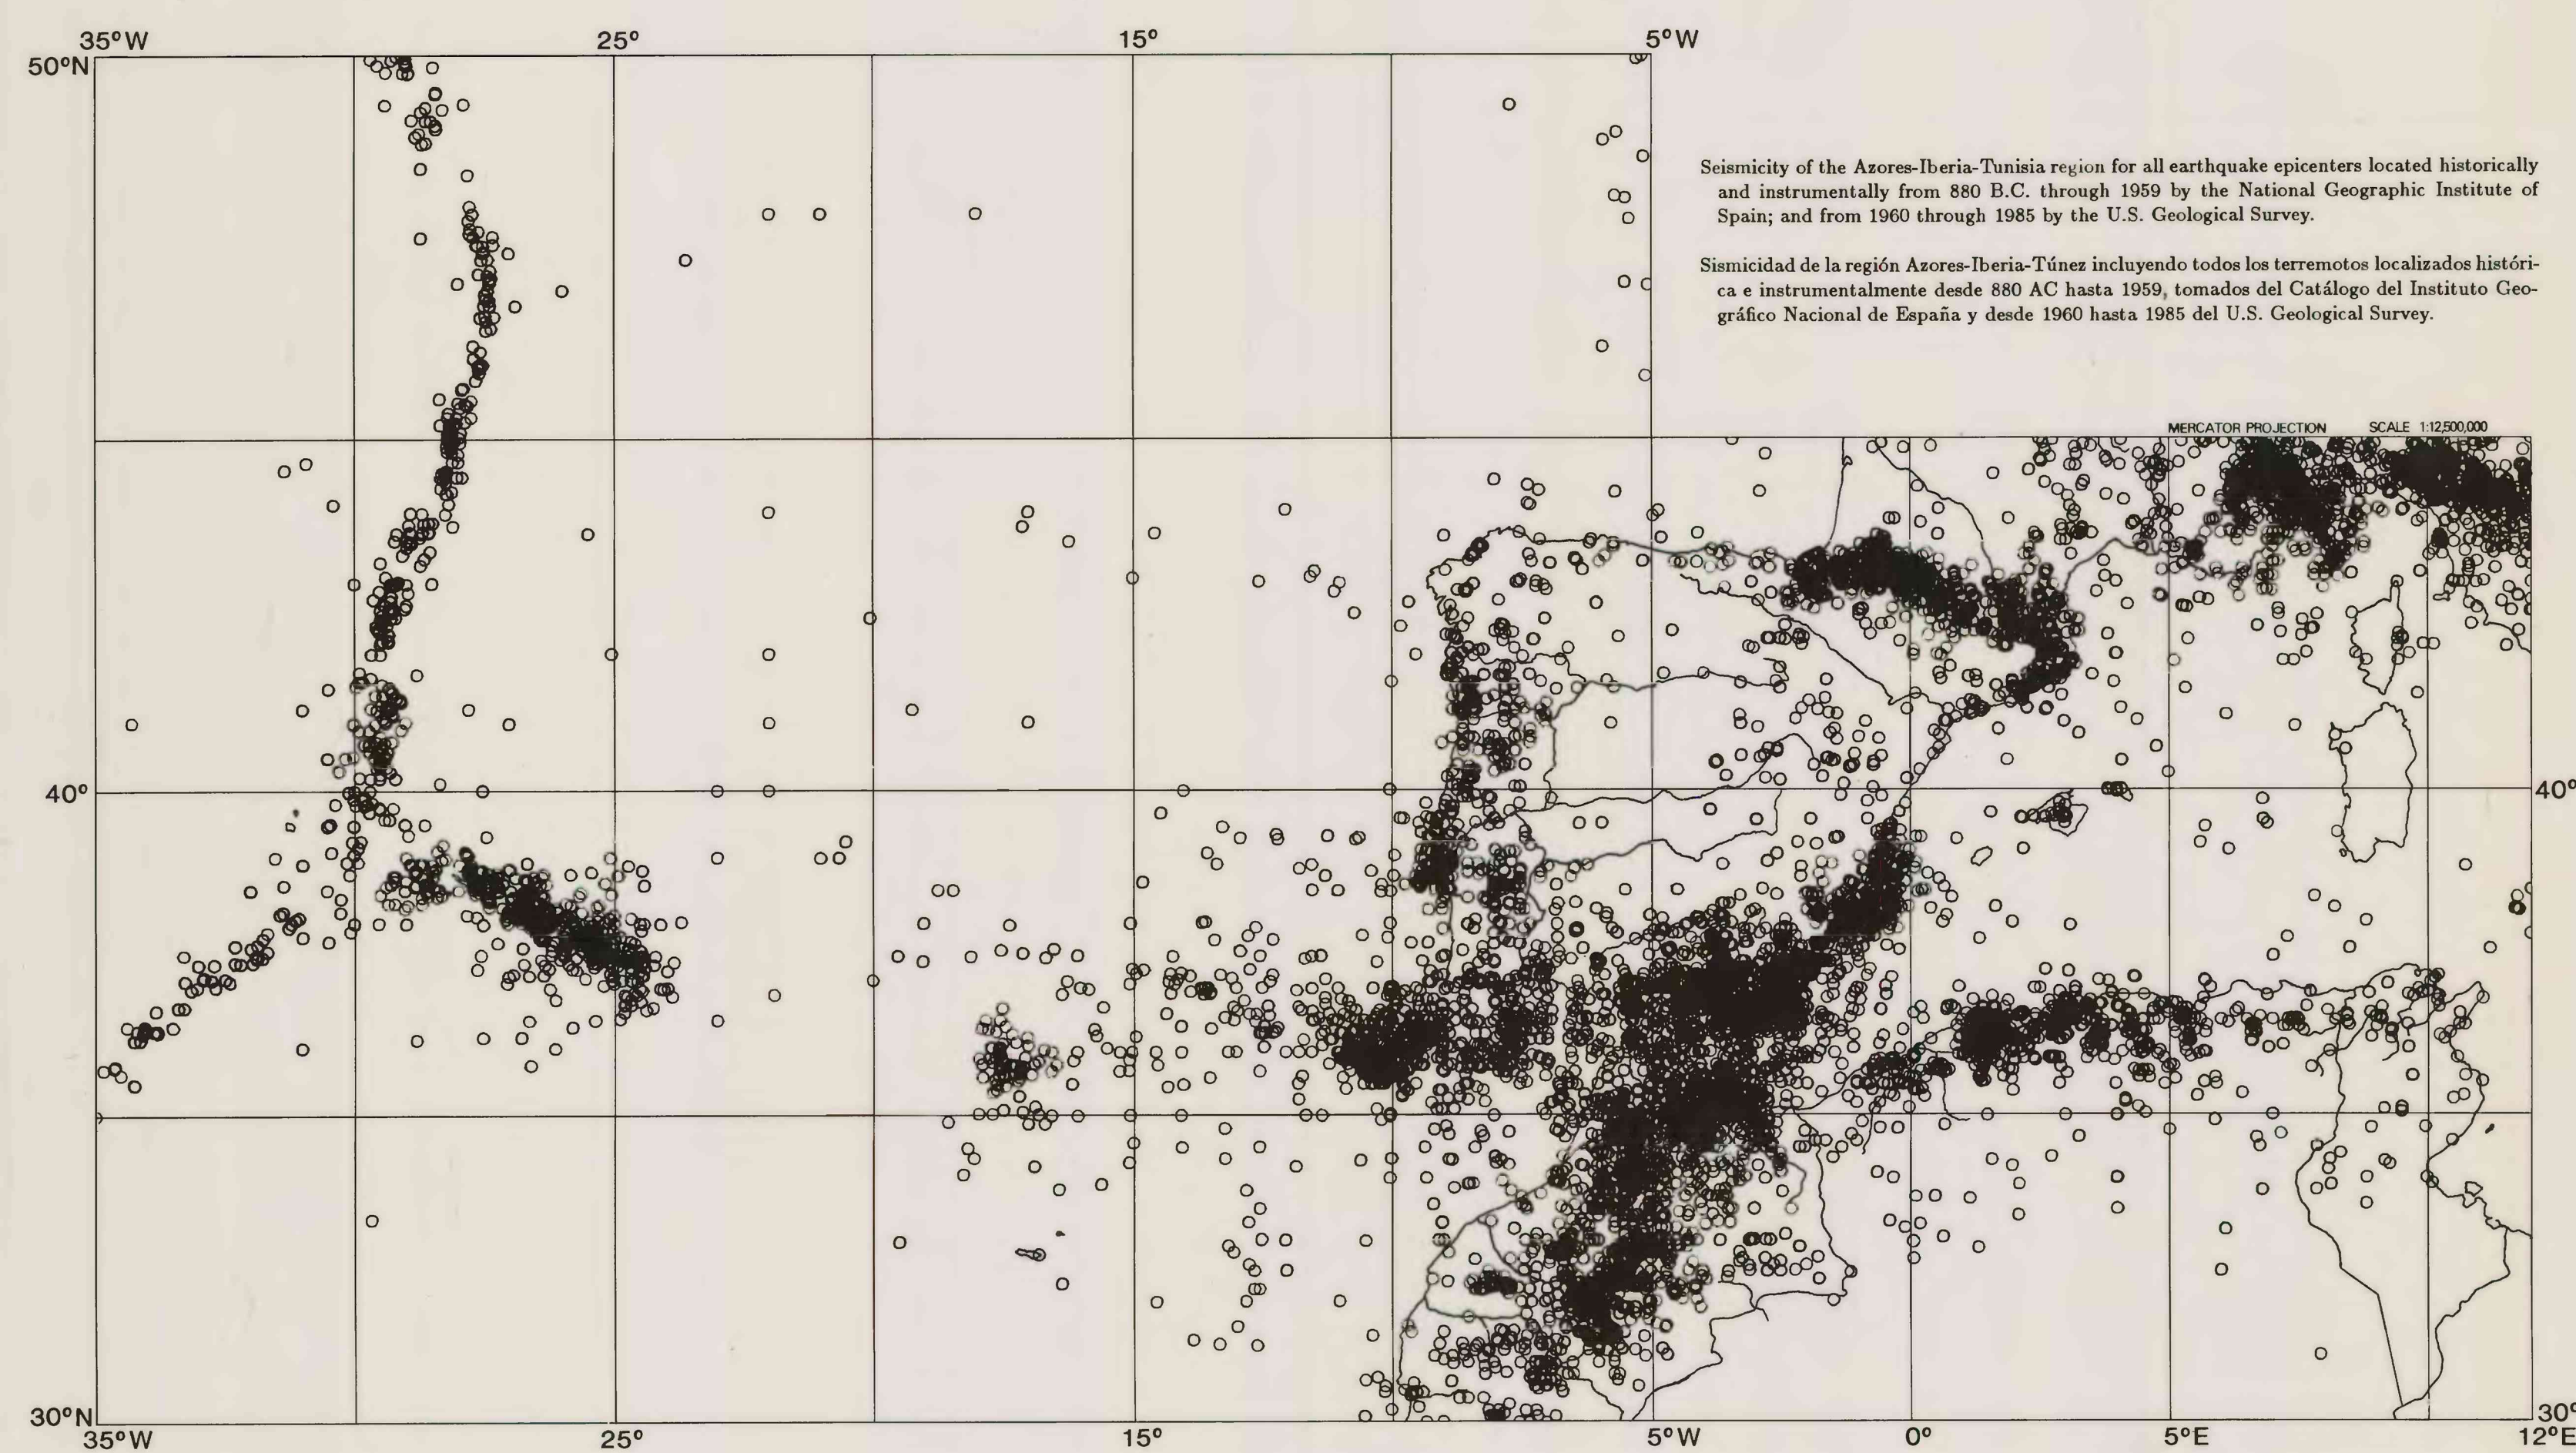 35°W 25° 15° 5°W
50°N
Seismicity of the Azores-Iberia-Tunisia region for all earthquake epicenters located historically
and instrumentally from 880 B.C. through 1959 by the National Geographic Institute of
Spain; and from 1960 through 1985 by the U.S. Geological Survey.
Sismicidad de la región Azores-Iberia-Túnez incluyendo todos los terremotos localizados históri-
ca e instrumentalmente desde 880 AC hasta 1959, tomados del Catálogo del Instituto Geo-
gráfico Nacional de España y desde 1960 hasta 1985 del U.S. Geological Survey.
MERCATOR PROJECTION SCALE 1:12,500,000
40° 40°
30°N 30°
35°W 25° 15° 5°W 0° 5°E 12°E